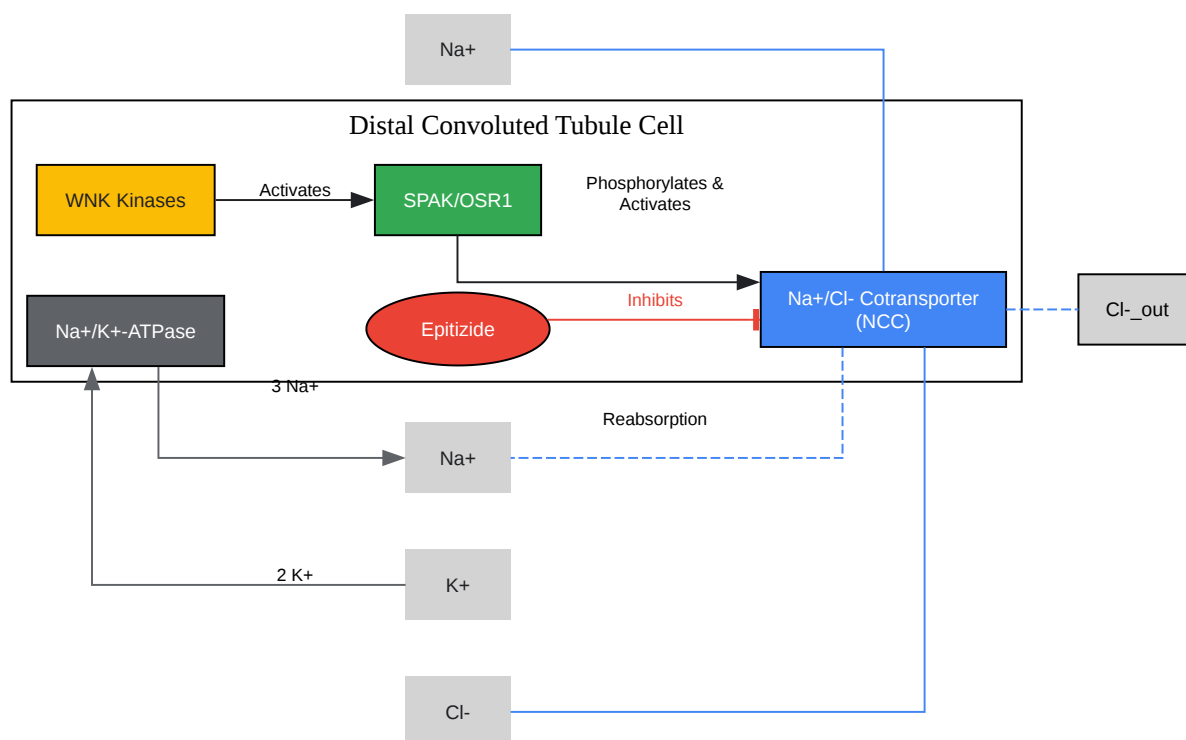 Na+
Distal Convoluted Tubule Cell
WNK Kinases
Activates
SPAK/OSR1
Phosphorylates &
Activates
Na+/K+-ATPase
Epitizide
Inhibits
Na+/Cl- Cotransporter
(NCC)
Cl-_out
3 Na+
Na+
Reabsorption
2 K+
K+
Cl-